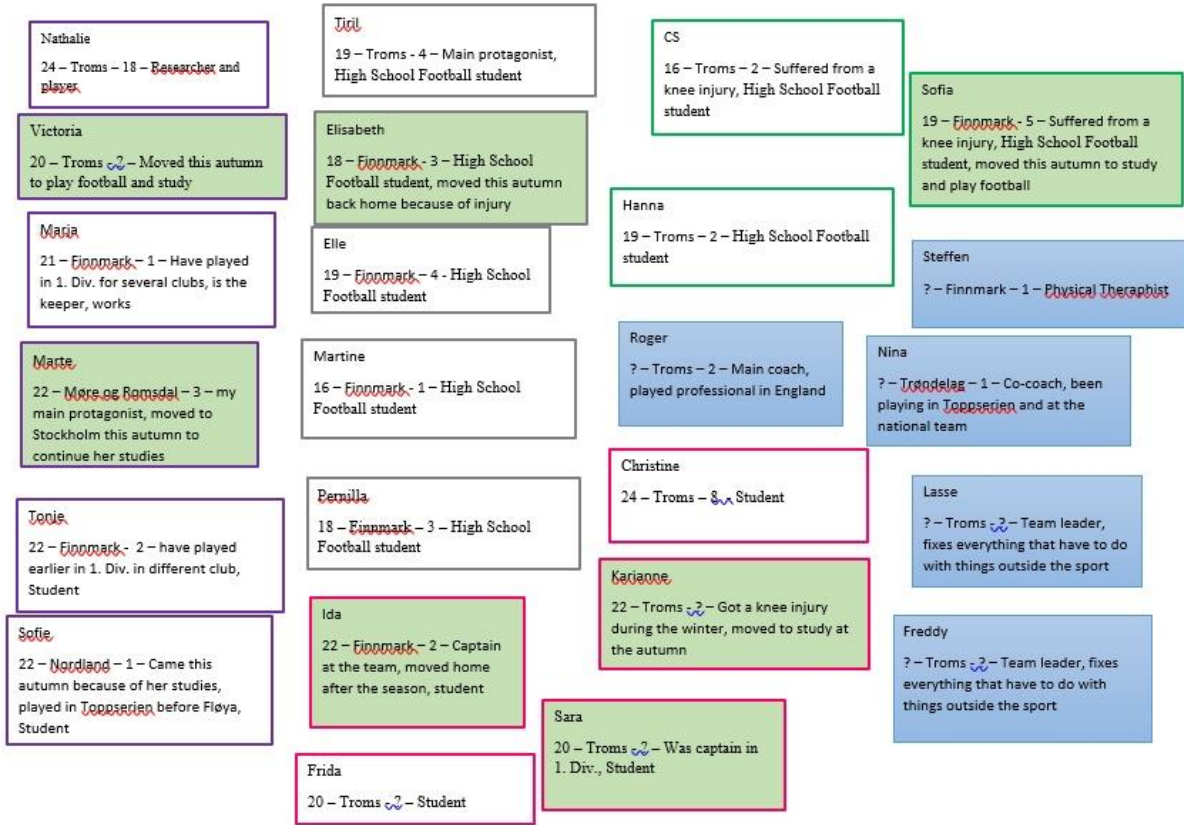 Nathalie
24 – Troms – 18 – Researcher and
player
Victoria
20 – Troms -? – Moved this autumn
to play football and study
Marja
21 – Finnmark – 1 – Have played
in 1. Div. for several clubs, is the
keeper, works
Marte
22 – Møre og Romsdal – 3 – my
main protagonist, moved to
Stockholm this autumn to
continue her studies
Tonje
22 – Finnmark - 2 – have played
earlier in 1. Div. in different club,
Student
Sofie
22 – Nordland – 1 – Came this
autumn because of her studies,
played in Toppserien before Fløya,
Student
Tiril
19 – Troms - 4 – Main protagonist,
High School Football student
Elisabeth
18 – Finnmark - 3 – High School
Football student, moved this autumn
back home because of injury
Elle
19 – Finnmark – 4 - High School
Football student
Martine
16 – Finnmark - 1 – High School
Football student
Pernilla
18 – Finnmark – 3 – High School
Football student
Ida
22 – Finnmark – 2 – Captain
at the team, moved home
after the season, student
Frida
20 – Troms -? – Student
CS
16 – Troms – 2 – Suffered from a
knee injury, High School Football
student
Hanna
19 – Troms – 2 – High School Football
student
Roger
? – Troms – 2 – Main coach,
played professional in England
Christine
24 – Troms – 8 - Student
Karianne
22 – Troms -? – Got a knee injury
during the winter, moved to study at
the autumn
Sara
20 – Troms -? – Was captain in
1. Div., Student
Sofia
19 – Finnmark - 5 – Suffered from a
knee injury, High School Football
student, moved this autumn to study
and play football
Steffen
? – Finnmark – 1 – Physical Theraphist
Nina
? – Trøndelag – 1 – Co-coach, been
playing in Toppserien and at the
national team
Lasse
? – Troms -? – Team leader,
fixes everything that have to do
with things outside the sport
Freddy
? – Troms -? – Team leader, fixes
everything that have to do with
things outside the sport